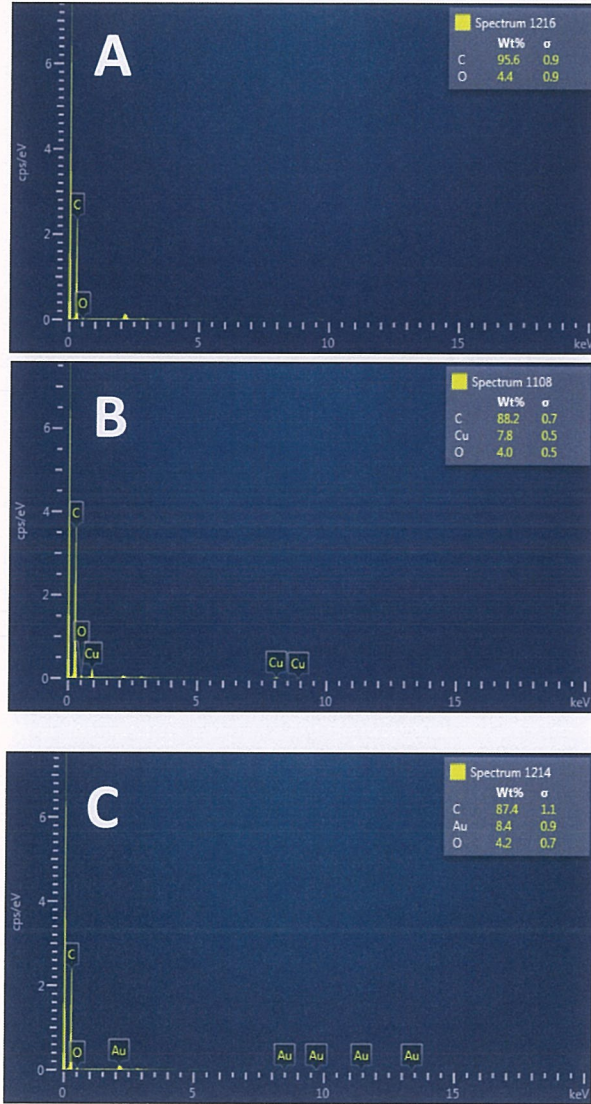 A
Spectrum 1216
Wt% σ
C 95.6 0.9
O 4.4 0.9
cps/eV
6
4
2
0
C
O
0 5 10 15 keV
B
Spectrum 1108
Wt% σ
C 88.2 0.7
Cu 7.8 0.5
O 4.0 0.5
cps/eV
6
4
2
0
C
O
Cu
Cu Cu
0 5 10 15 keV
C
Spectrum 1214
Wt% σ
C 87.4 1.1
Au 8.4 0.9
O 4.2 0.7
cps/eV
6
4
2
0
C
O Au Au Au Au Au
0 5 10 15 keV